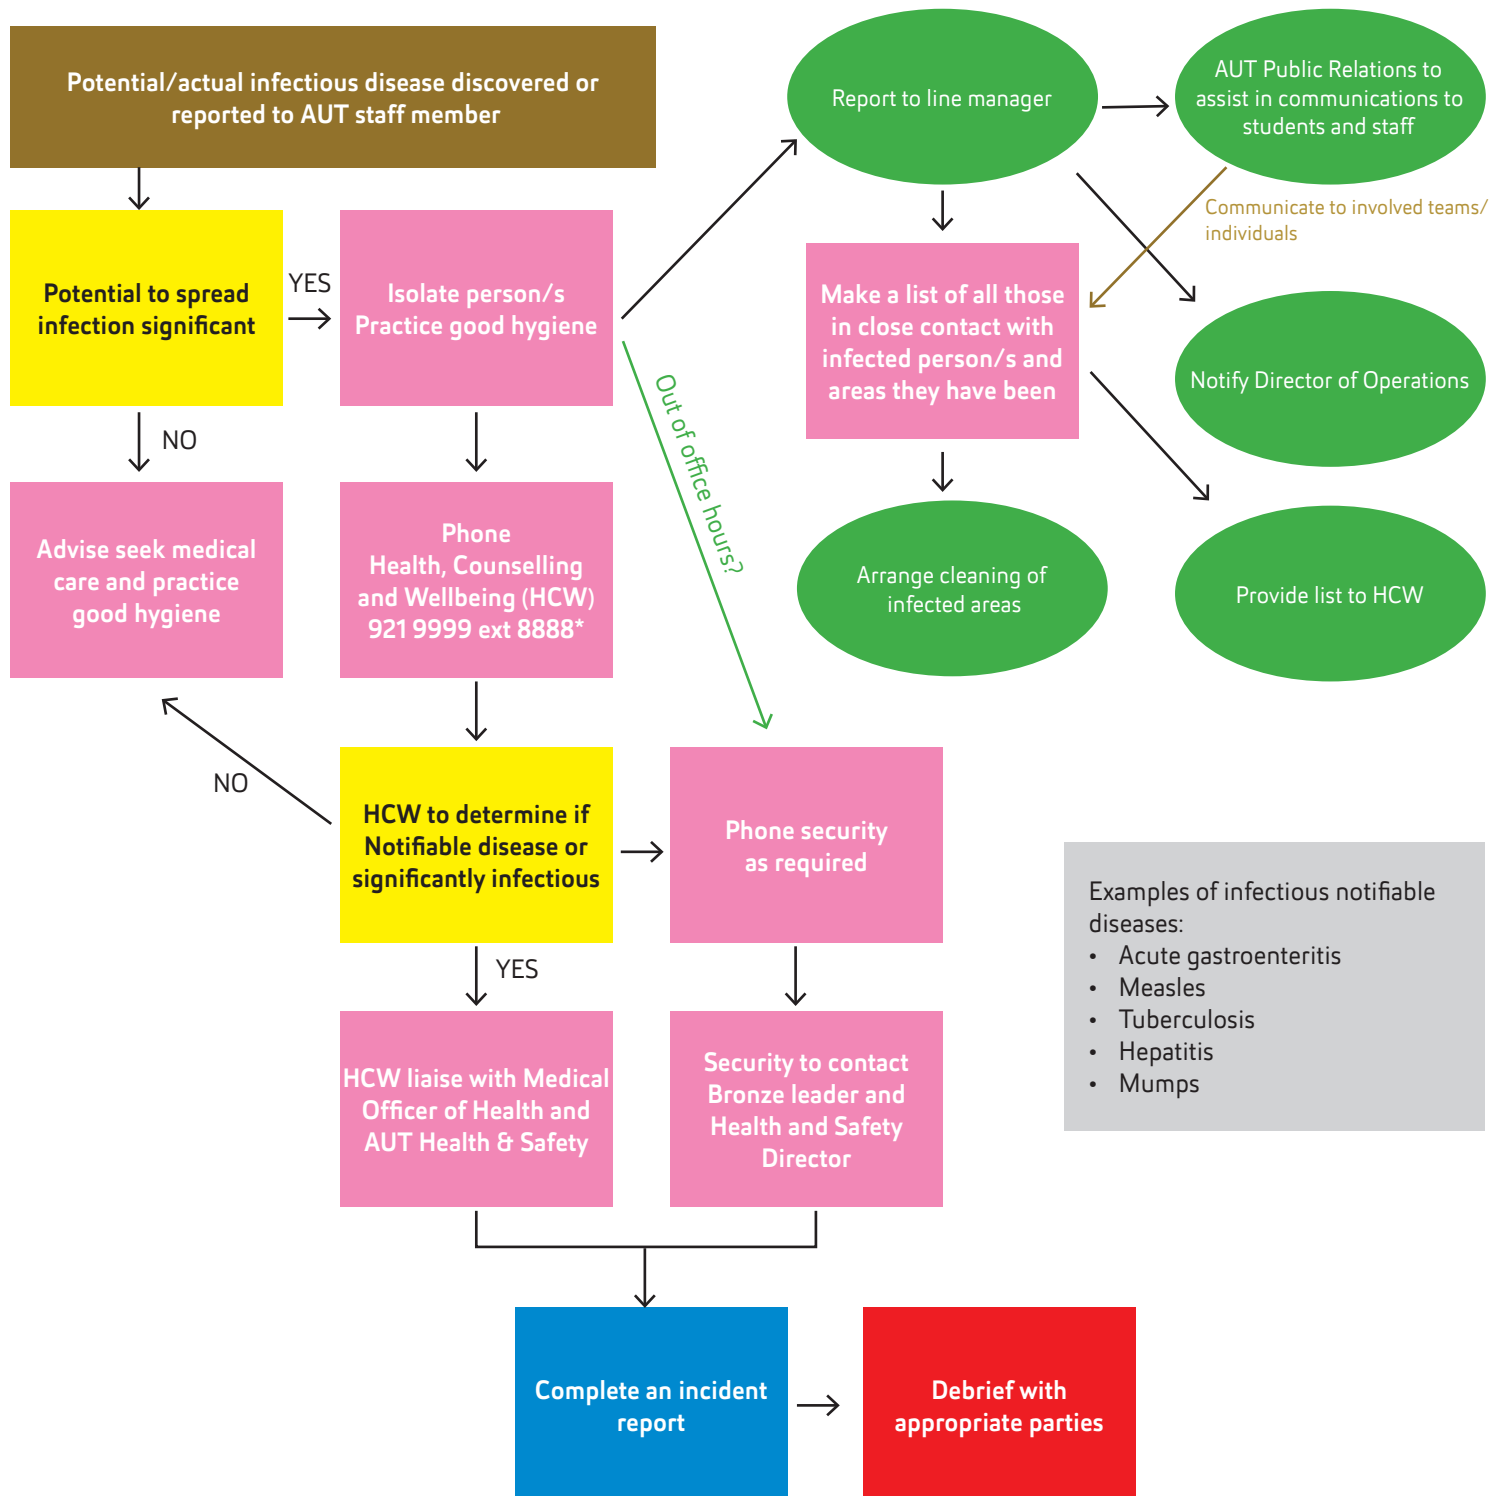 Potential/actual infectious disease discovered or
reported to AUT staff member
Report to line manager
AUT Public Relations to
assist in communications to
students and staff
Communicate to involved teams/
individuals
Potential to spread
infection significant
YES
Isolate person/s
Practice good hygiene
Make a list of all those
in close contact with
infected person/s and
areas they have been
Notify Director of Operations
NO
Out of office hours?
Advise seek medical
care and practice
good hygiene
Phone
Health, Counselling
and Wellbeing (HCW)
921 9999 ext 8888*
Arrange cleaning of
infected areas
Provide list to HCW
NO
HCW to determine if
Notifiable disease or
significantly infectious
Phone security
as required
YES
Examples of infectious notifiable
diseases:
• Acute gastroenteritis
• Measles
• Tuberculosis
• Hepatitis
• Mumps
HCW liaise with Medical
Officer of Health and
AUT Health & Safety
Security to contact
Bronze leader and
Health and Safety
Director
Complete an incident
report
Debrief with
appropriate parties